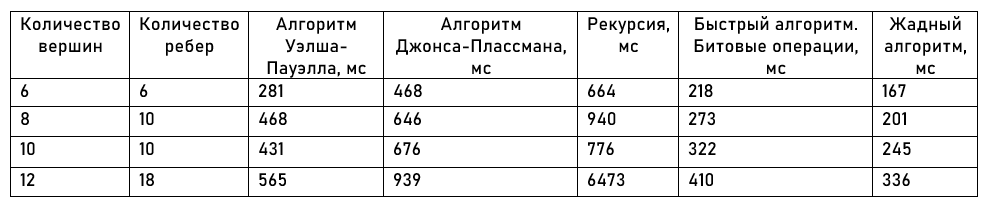 Количество вершин | Количество ребер | Алгоритм Уэлша-Пауэлла, мс | Алгоритм Джонса-Плассмана, мс | Рекурсия, мс | Быстрый алгоритм. Битовые операции, мс | Жадный алгоритм, мс
6 | 6 | 281 | 468 | 664 | 218 | 167
8 | 10 | 468 | 646 | 940 | 273 | 201
10 | 10 | 431 | 676 | 776 | 322 | 245
12 | 18 | 565 | 939 | 6473 | 410 | 336